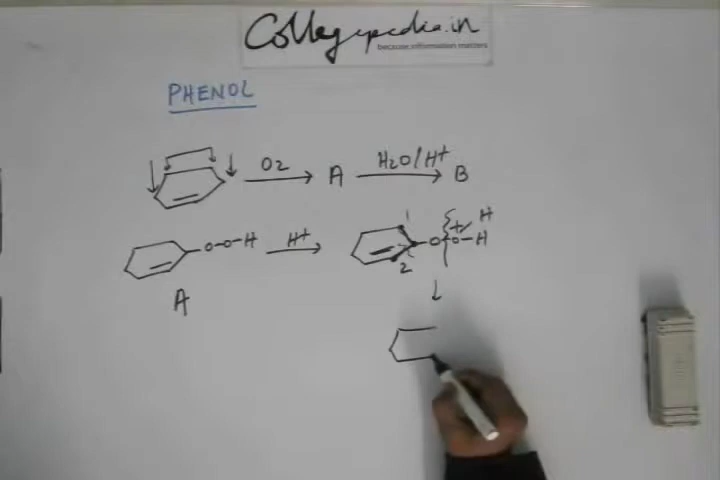 Collegepedia.in
because information matters
PHENOL
O2 A H2O/H+ B
O-O-H H+ 1 O O-H + H
2
A